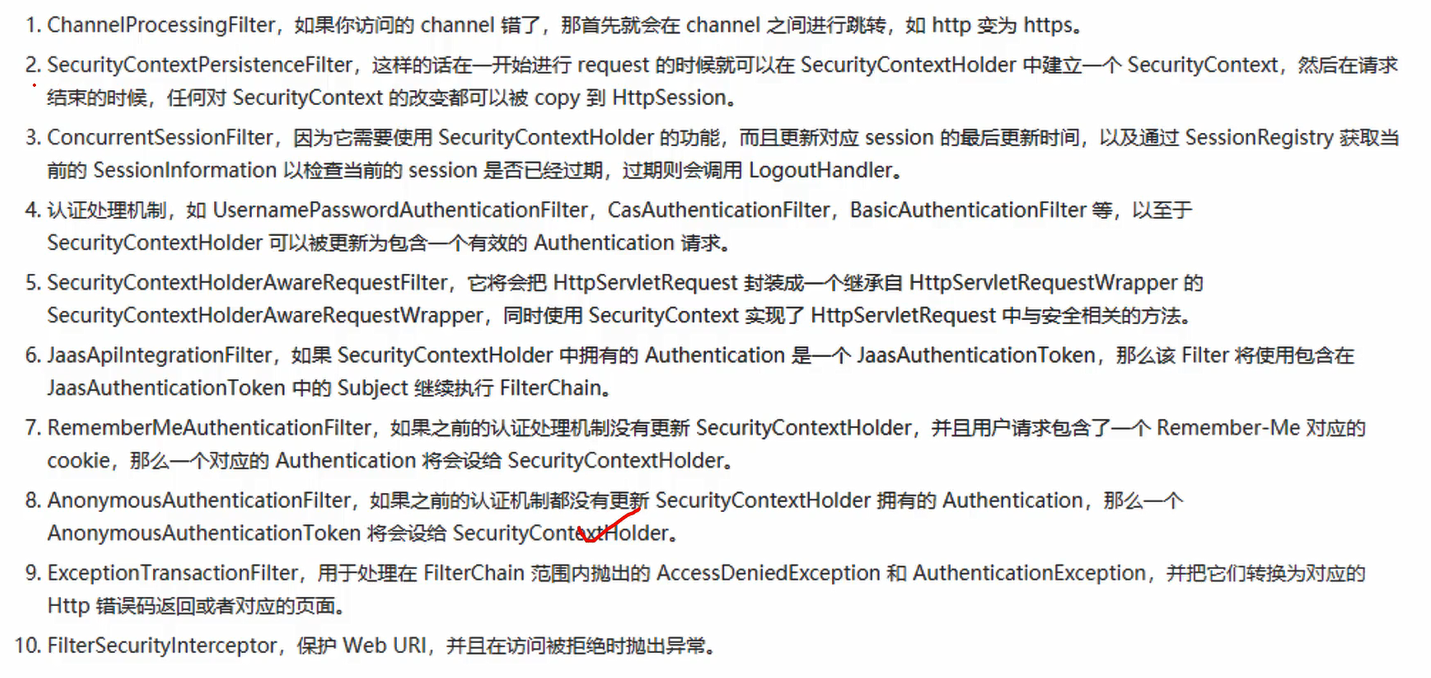 1. ChannelProcessingFilter，如果你访问的 channel 错了，那首先就会在 channel 之间进行跳转，如 http 变为 https。
2. SecurityContextPersistenceFilter，这样的话在一开始进行 request 的时候就可以在 SecurityContextHolder 中建立一个 SecurityContext，然后在请求
结束的时候，任何对 SecurityContext 的改变都可以被 copy 到 HttpSession。
3. ConcurrentSessionFilter，因为它需要使用 SecurityContextHolder 的功能，而且更新对应 session 的最后更新时间，以及通过 SessionRegistry 获取当
前的 SessionInformation 以检查当前的 session 是否已经过期，过期则会调用 LogoutHandler。
4. 认证处理机制，如 UsernamePasswordAuthenticationFilter，CasAuthenticationFilter，BasicAuthenticationFilter 等，以至于
SecurityContextHolder 可以被更新为包含一个有效的 Authentication 请求。
5. SecurityContextHolderAwareRequestFilter，它将会把 HttpServletRequest 封装成一个继承自 HttpServletRequestWrapper 的
SecurityContextHolderAwareRequestWrapper，同时使用 SecurityContext 实现了 HttpServletRequest 中与安全相关的方法。
6. JaasApiIntegrationFilter，如果 SecurityContextHolder 中拥有的 Authentication 是一个 JaasAuthenticationToken，那么该 Filter 将使用包含在
JaasAuthenticationToken 中的 Subject 继续执行 FilterChain。
7. RememberMeAuthenticationFilter，如果之前的认证处理机制没有更新 SecurityContextHolder，并且用户请求包含了一个 Remember-Me 对应的
cookie，那么一个对应的 Authentication 将会设给 SecurityContextHolder。
8. AnonymousAuthenticationFilter，如果之前的认证机制都没有更新 SecurityContextHolder 拥有的 Authentication，那么一个
AnonymousAuthenticationToken 将会设给 SecurityContextHolder。
9. ExceptionTransactionFilter，用于处理在 FilterChain 范围内抛出的 AccessDeniedException 和 AuthenticationException，并把它们转换为对应的
Http 错误码返回或者对应的页面。
10. FilterSecurityInterceptor，保护 Web URI，并且在访问被拒绝时抛出异常。